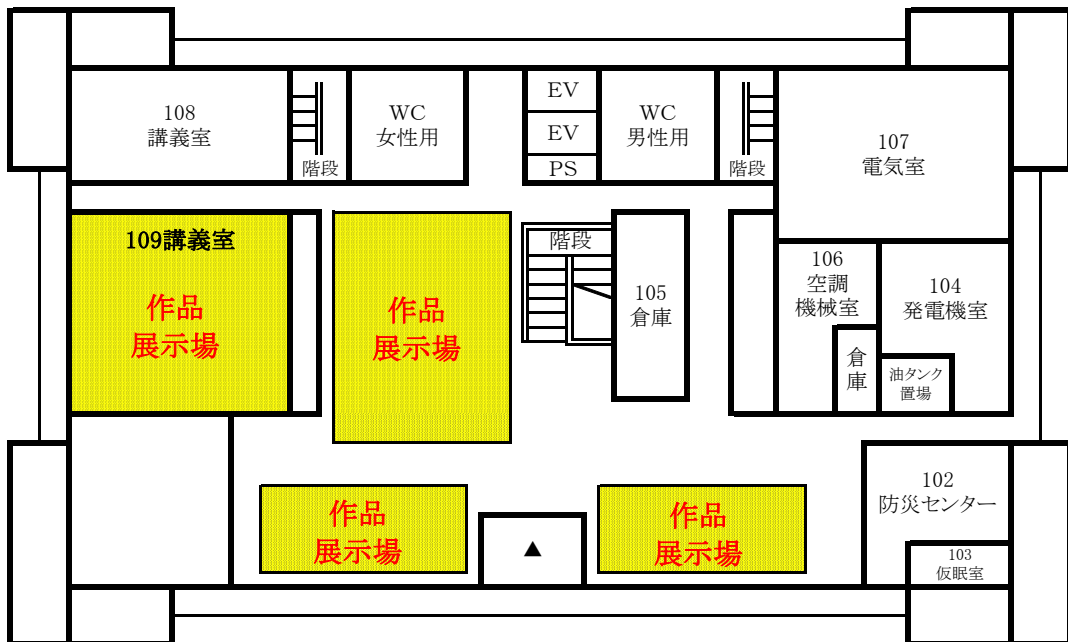 108
講義室
階段
WC
女性用
EV
EV
PS
WC
男性用
階段
107
電気室
109講義室
作品
展示場
作品
展示場
階段
105
倉庫
106
空調
機械室
104
発電機室
倉庫
油タンク
置場
102
防災センター
103
仮眠室
作品
展示場
▲
作品
展示場